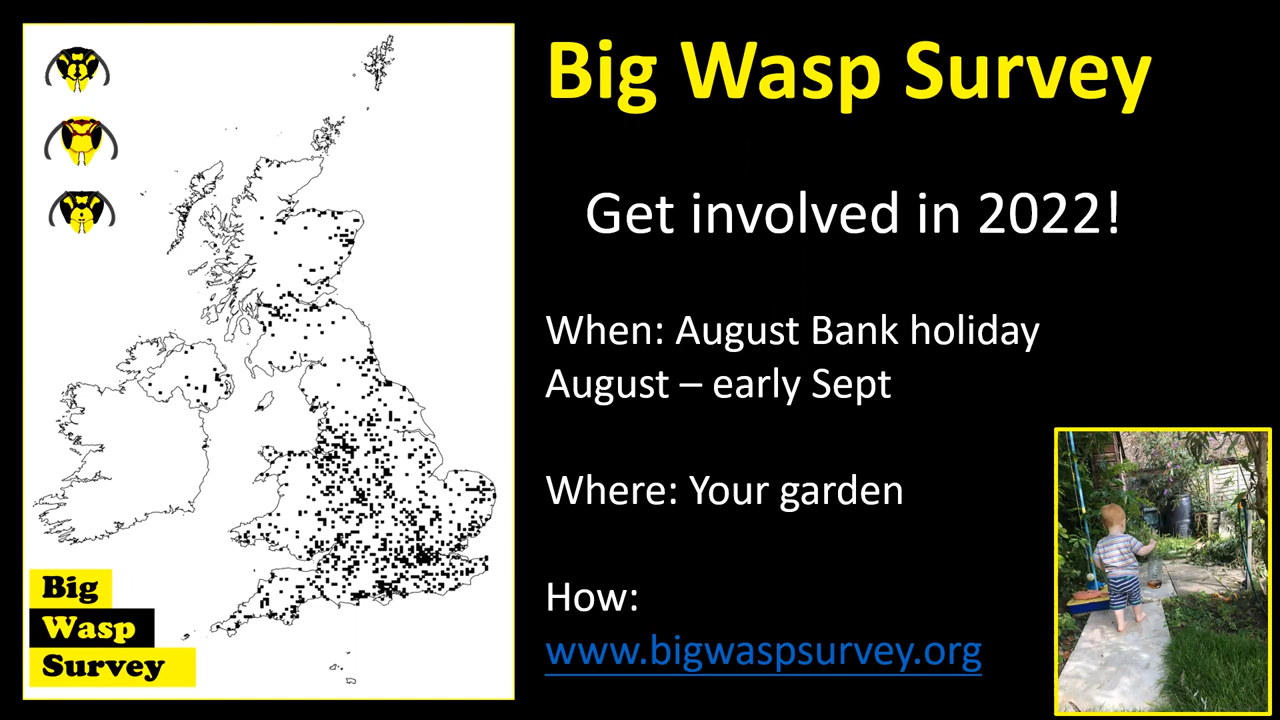 Big Wasp Survey
Get involved in 2022!
When: August Bank holiday
August – early Sept
Where: Your garden
How:
www.bigwaspsurvey.org
Big
Wasp
Survey